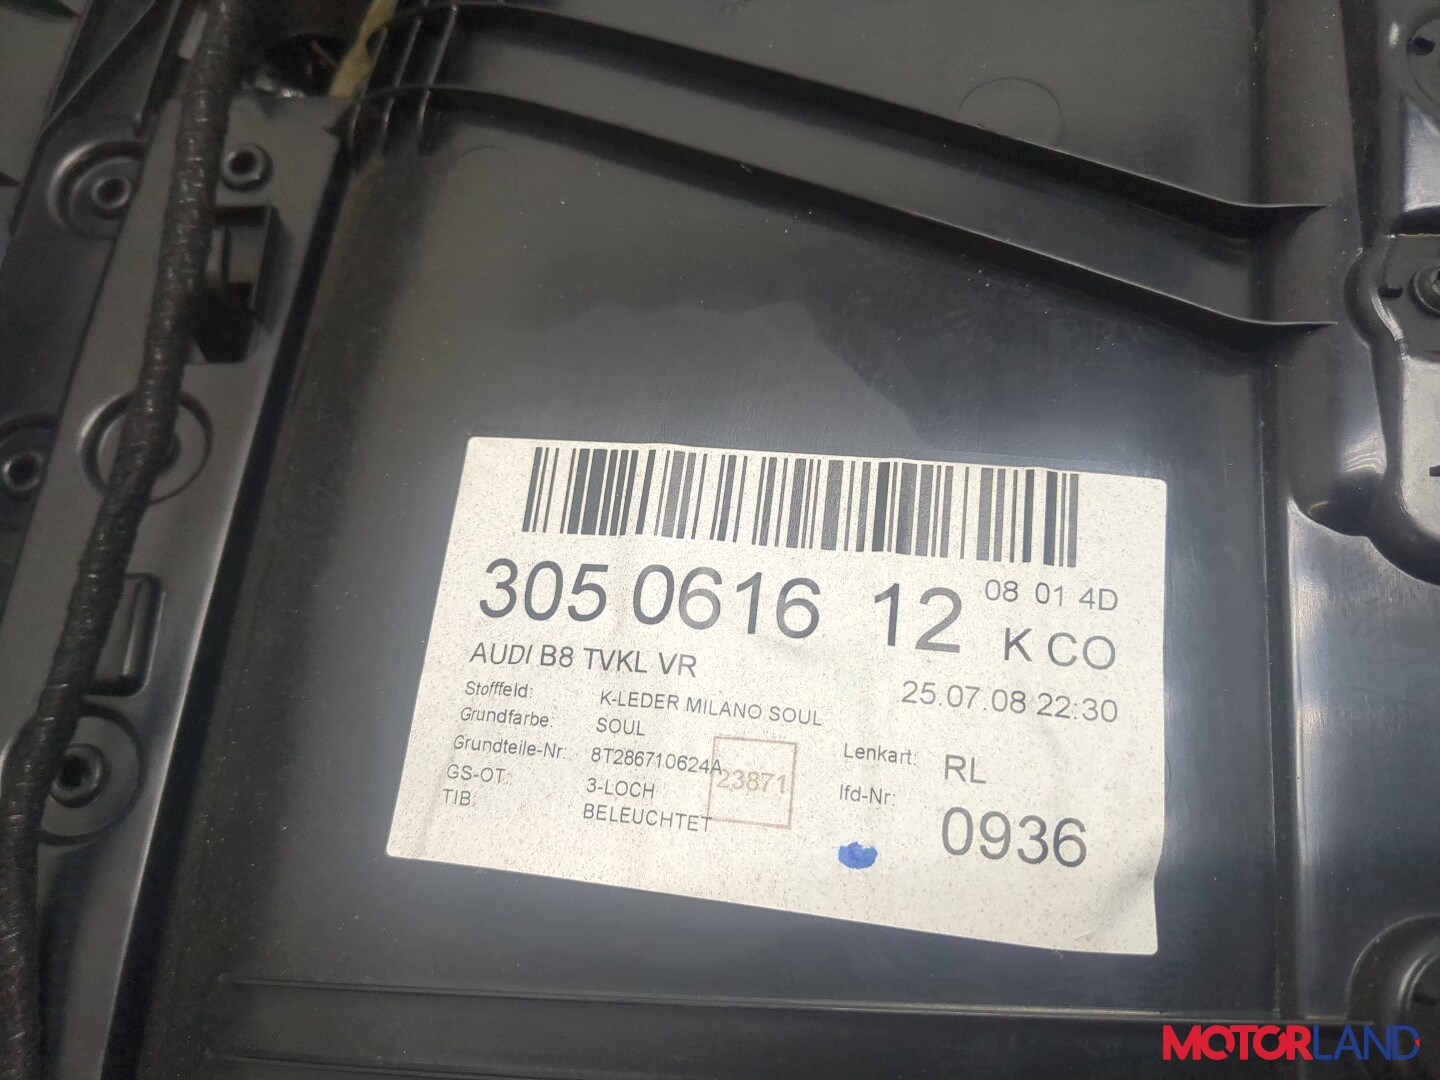 305 0616 12 08 01 4D
K CO
AUDI B8 TVKL VR
25.07.08 22:30
Stofffeld: K-LEDER MILANO SOUL
Grundfarbe: SOUL
Grundteile-Nr: 8T286710624A
GS-OT: 3-LOCH
TIB: BELEUCHTET
23871
Lenkart: RL
lfd-Nr: 0936
MOTORLAND